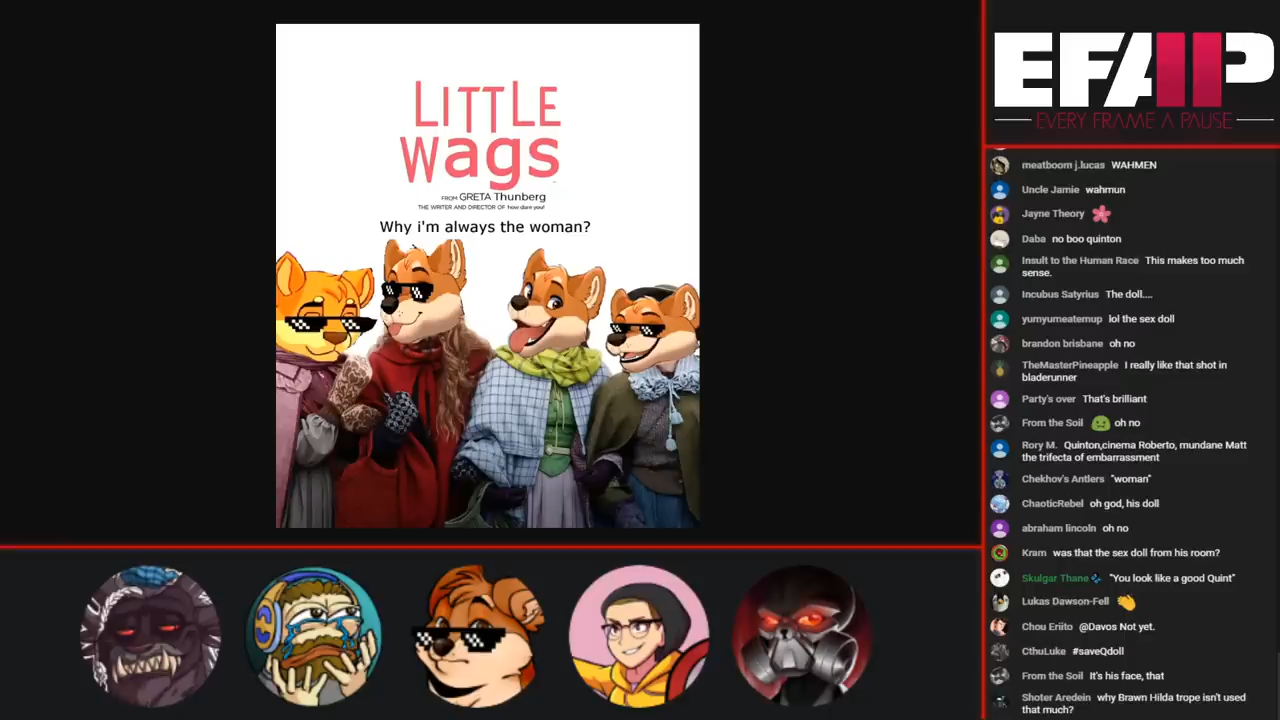 LITTLE
Wags
FROM GRETA Thunberg
THE WRITER AND DIRECTOR OF how dare you!
Why i'm always the woman?
EFAP
EVERY FRAME A PAUSE
meatboom j.lucas WAHMEN
Uncle Jamie wahmun
Jayne Theory
Daba no boo quinton
Insult to the Human Race This makes too much
sense.
Incubus Satyrius The doll....
yumyumeatemup lol the sex doll
brandon brisbane oh no
TheMasterPineapple I really like that shot in
bladerunner
Party's over That's brilliant
From the Soil oh no
Rory M. Quinton,cinema Roberto, mundane Matt
the trifecta of embarrassment
Chekhov's Antlers "woman"
ChaoticRebel oh god, his doll
abraham lincoln oh no
Kram was that the sex doll from his room?
Skulgar Thane "You look like a good Quint"
Lukas Dawson-Fell
Chou Eriito @Davos Not yet.
CthuLuke #saveQdoll
From the Soil It's his face, that
Shoter Aredein why Brawn Hilda trope isn't used
that much?